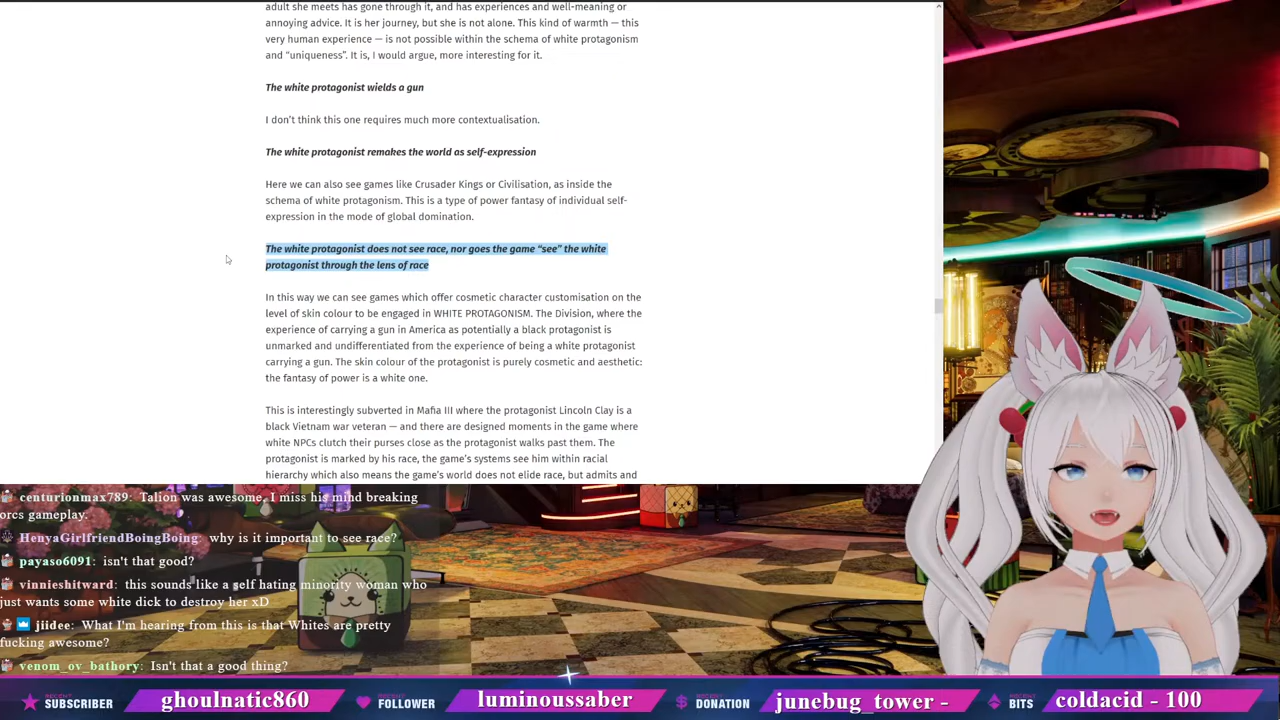 adult she meets has gone through it, and has experiences and well-meaning or
annoying advice. It is her journey, but she is not alone. This kind of warmth — this
very human experience — is not possible within the schema of white protagonism
and “uniqueness”. It is, I would argue, more interesting for it.
The white protagonist wields a gun
I don’t think this one requires much more contextualisation.
The white protagonist remakes the world as self-expression
Here we can also see games like Crusader Kings or Civilisation, as inside the
schema of white protagonism. This is a type of power fantasy of individual self-
expression in the mode of global domination.
The white protagonist does not see race, nor goes the game “see” the white
protagonist through the lens of race
In this way we can see games which offer cosmetic character customisation on the
level of skin colour to be engaged in WHITE PROTAGONISM. The Division, where the
experience of carrying a gun in America as potentially a black protagonist is
unmarked and undifferentiated from the experience of being a white protagonist
carrying a gun. The skin colour of the protagonist is purely cosmetic and aesthetic:
the fantasy of power is a white one.
This is interestingly subverted in Mafia III where the protagonist Lincoln Clay is a
black Vietnam war veteran — and there are designed moments in the game where
white NPCs clutch their purses close as the protagonist walks past them. The
protagonist is marked by his race, the game’s systems see him within racial
hierarchy which also means the game’s world does not elide race, but admits and
centurionmax789: Talion was awesome, I miss his mind breaking
orcs gameplay.
HenyaGirlfriendBoingBoing: why is it important to see race?
payaso6091: isn't that good?
vinnieshitward: this sounds like a self hating minority woman who
just wants some white dick to destroy her xD
jiidee: What I'm hearing from this is that Whites are pretty
fucking awesome?
venom_ov_bathory: Isn't that a good thing?
RECENT SUBSCRIBER ghoulnatic860 RECENT FOLLOWER luminoussaber RECENT DONATION junebug_tower - RECENT BITS coldacid - 100